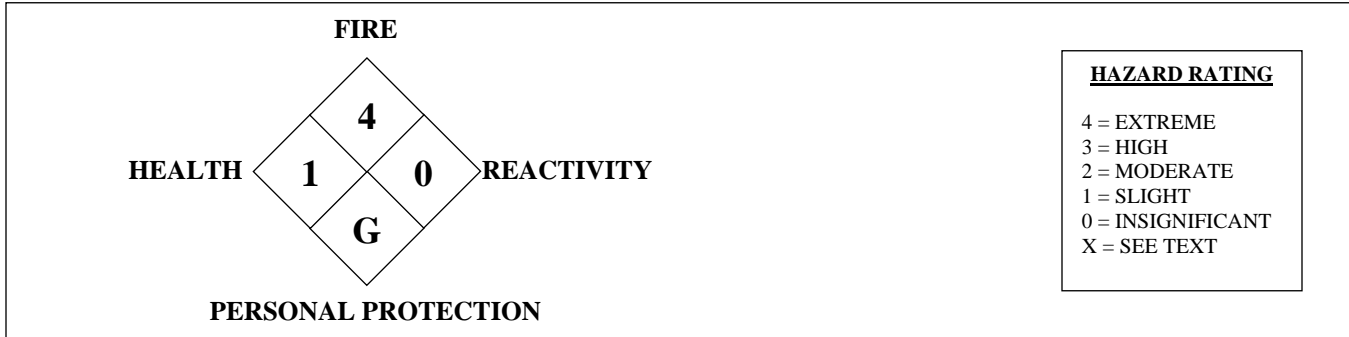 FIRE
4
HEALTH 1 0 REACTIVITY
G
PERSONAL PROTECTION
HAZARD RATING
4 = EXTREME
3 = HIGH
2 = MODERATE
1 = SLIGHT
0 = INSIGNIFICANT
X = SEE TEXT